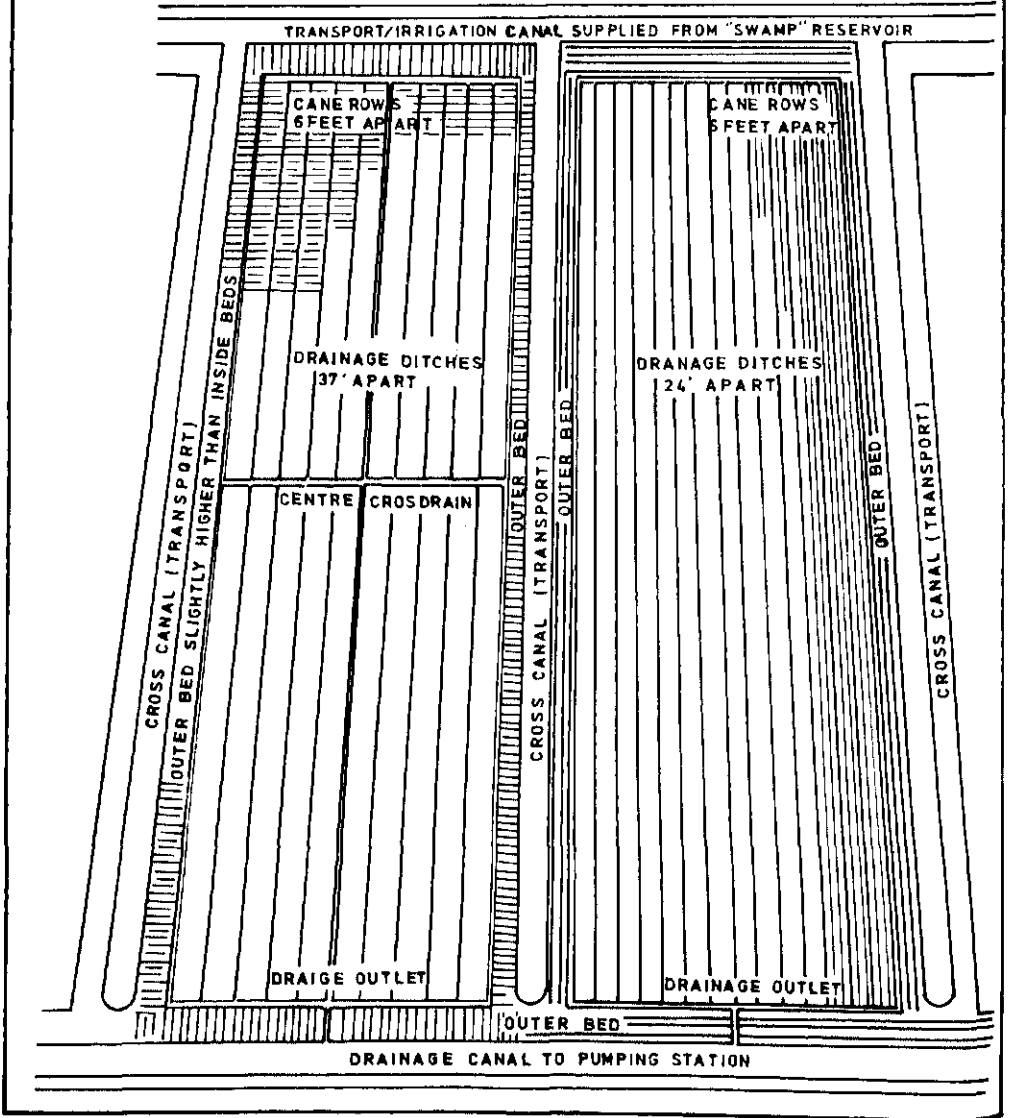 TRANSPORT/IRRIGATION CANAL SUPPLIED FROM "SWAMP" RESERVOIR
CANE ROWS
6 FEET APART
CANE ROWS
5 FEET APART
DRAINAGE DITCHES
37' APART
DRANAGE DITCHES
24' APART
CROSS CANAL (TRANSPORT)
OUTER BED SLIGHTLY HIGHER THAN INSIDE BEDS
OUTER BED
CROSS CANAL (TRANSPORT)
OUTER BED
OUTER BED
CROSS CANAL (TRANSPORT)
CENTRE CROSDRAIN
DRAIGE OUTLET
DRAINAGE OUTLET
OUTER BED
DRAINAGE CANAL TO PUMPING STATION